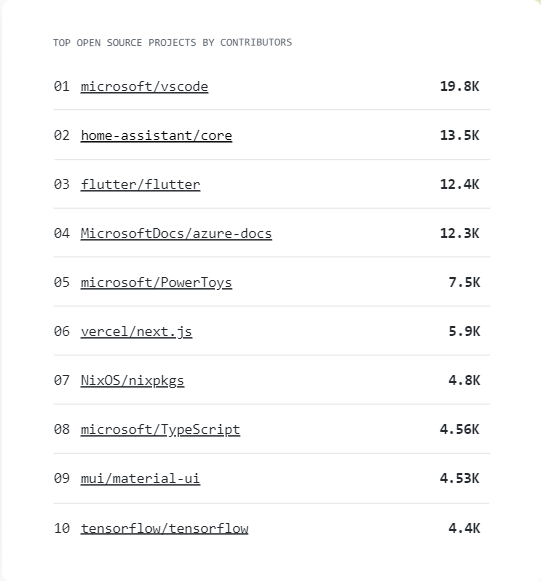 TOP OPEN SOURCE PROJECTS BY CONTRIBUTORS
01 microsoft/vscode 19.8K
02 home-assistant/core 13.5K
03 flutter/flutter 12.4K
04 MicrosoftDocs/azure-docs 12.3K
05 microsoft/PowerToys 7.5K
06 vercel/next.js 5.9K
07 NixOS/nixpkgs 4.8K
08 microsoft/TypeScript 4.56K
09 mui/material-ui 4.53K
10 tensorflow/tensorflow 4.4K